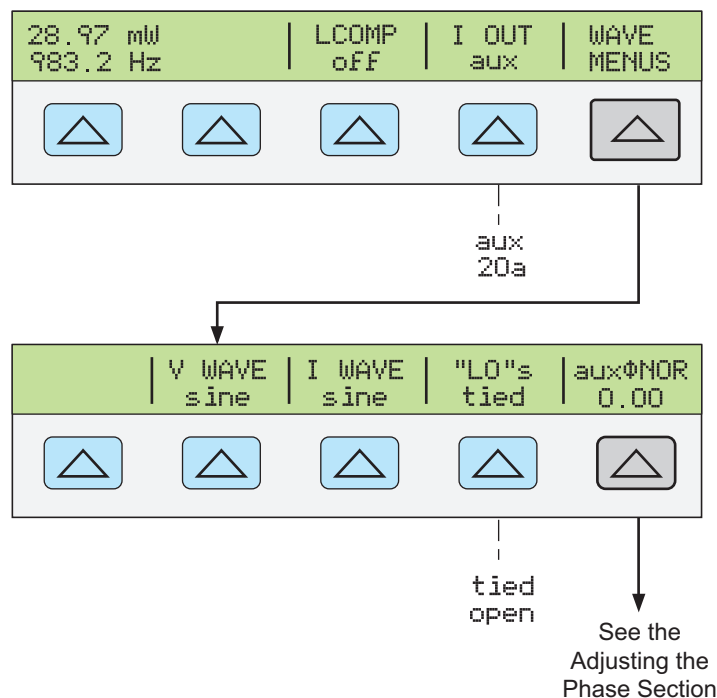 28.97 mW
983.2 Hz
LCOMP
off
I OUT
aux
WAVE
MENUS
aux
20a
V WAVE
sine
I WAVE
sine
"LO"s
tied
auxΦNOR
0.00
tied
open
See the
Adjusting the
Phase Section